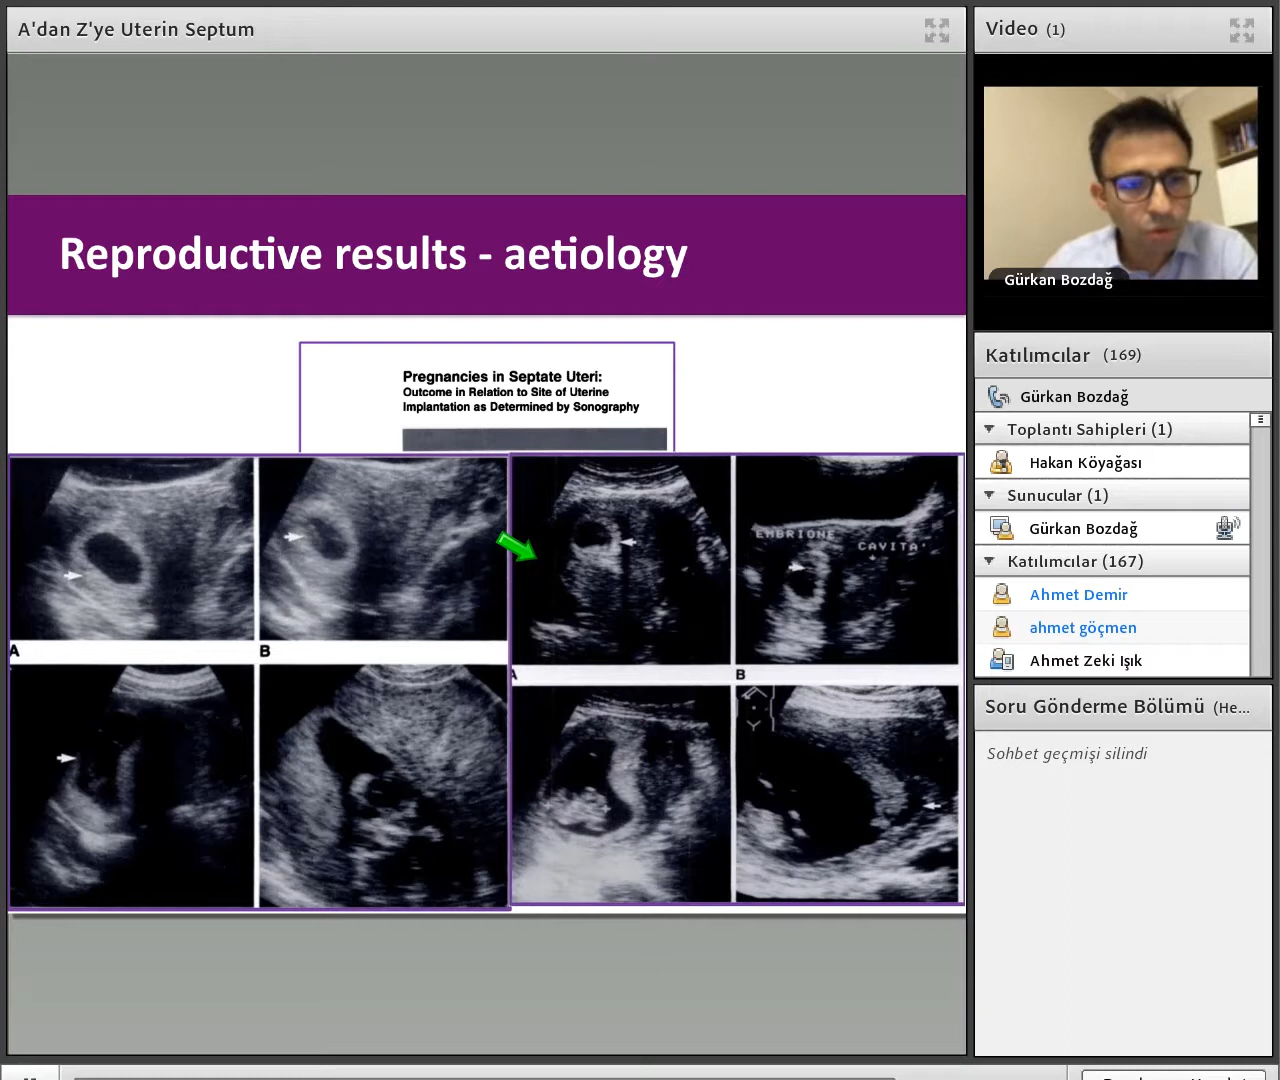 A'dan Z'ye Uterin Septum
Reproductive results - aetiology
Pregnancies in Septate Uteri:
Outcome in Relation to Site of Uterine
Implantation as Determined by Sonography
EMBRIONE
CAVITA'
A
B
A
B
Video (1)
Gürkan Bozdağ
Katılımcılar (169)
Gürkan Bozdağ
Toplantı Sahipleri (1)
Hakan Köyağası
Sunucular (1)
Gürkan Bozdağ
Katılımcılar (167)
Ahmet Demir
ahmet göçmen
Ahmet Zeki Işık
Soru Gönderme Bölümü (He...
Sohbet geçmişi silindi